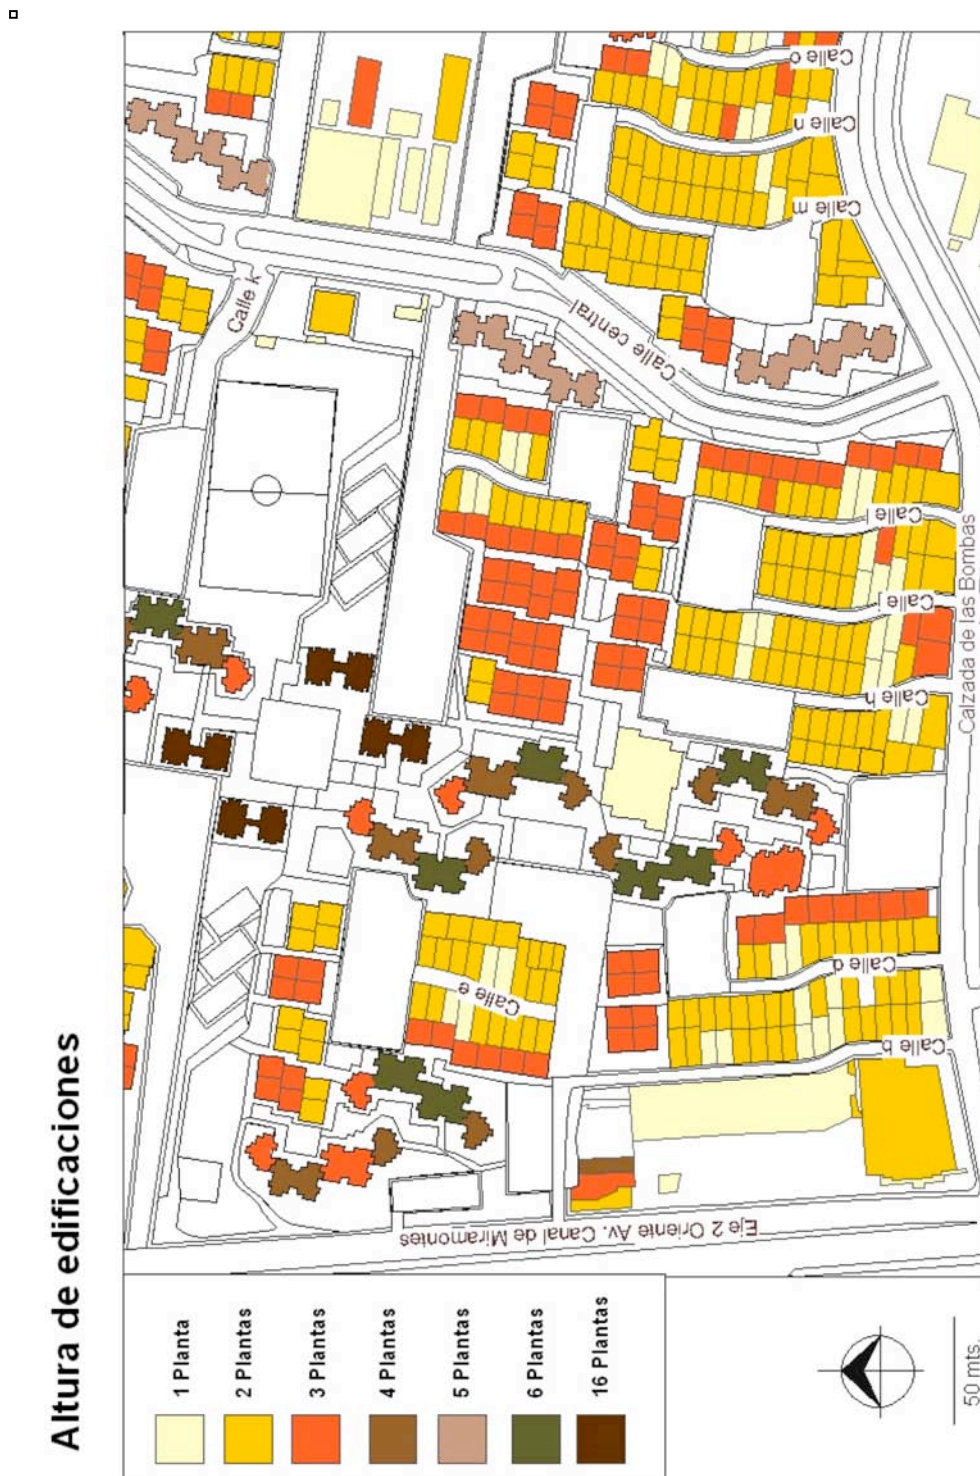 Altura de edificaciones
1 Planta
2 Plantas
3 Plantas
4 Plantas
5 Plantas
6 Plantas
16 Plantas
50 mts.
Calle k
Calle central
Calle o
Calle n
Calle m
Calle l
Calle j
Calle h
Calle e
Calle d
Calle b
Calzada de las Bombas
Eje 2 Oriente Av. Canal de Miramontes